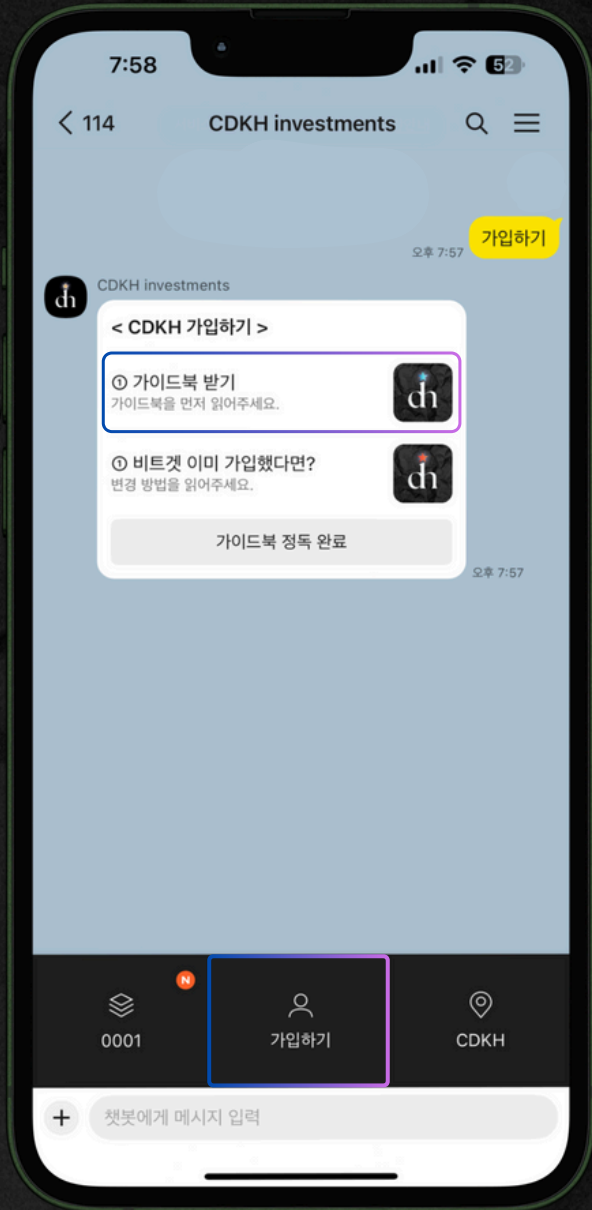 7:58
52
114
CDKH investments
가입하기
오후 7:57
CDKH investments
dh
< CDKH 가입하기 >
① 가이드북 받기
가이드북을 먼저 읽어주세요.
dh
① 비트겟 이미 가입했다면?
변경 방법을 읽어주세요.
dh
가이드북 정독 완료
오후 7:57
N
0001
가입하기
CDKH
+
챗봇에게 메시지 입력